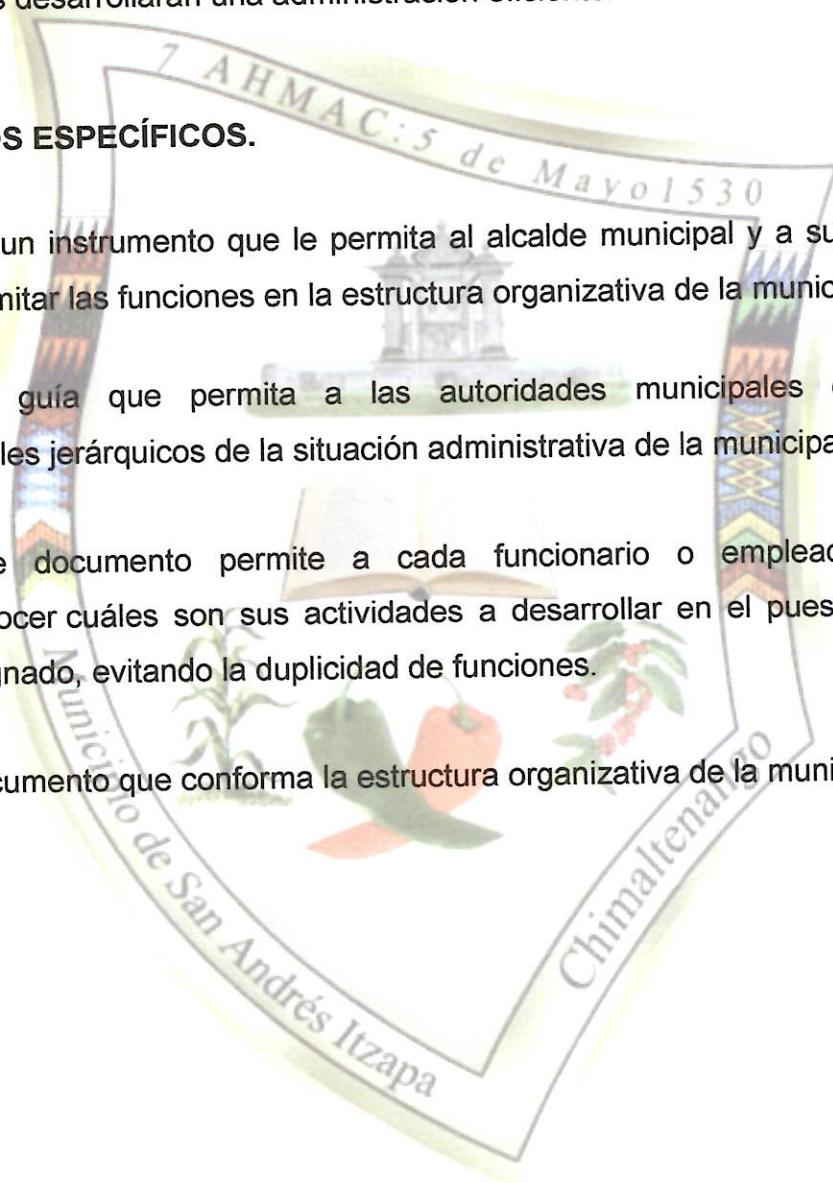 desarrollarán una administración
7 AHMAC: 5 de Mayo 1530
OS ESPECÍFICOS.
un instrumento que le permita al alcalde municipal y a su
mitar las funciones en la estructura organizativa de la munic
guía que permita a las autoridades municipales
les jerárquicos de la situación administrativa de la municipa
e documento permite a cada funcionario o emplead
ocer cuáles son sus actividades a desarrollar en el pues
gnado, evitando la duplicidad de funciones.
cumento que conforma la estructura organizativa de la muni
Municipio de San Andrés Itzapa
Chimaltenango